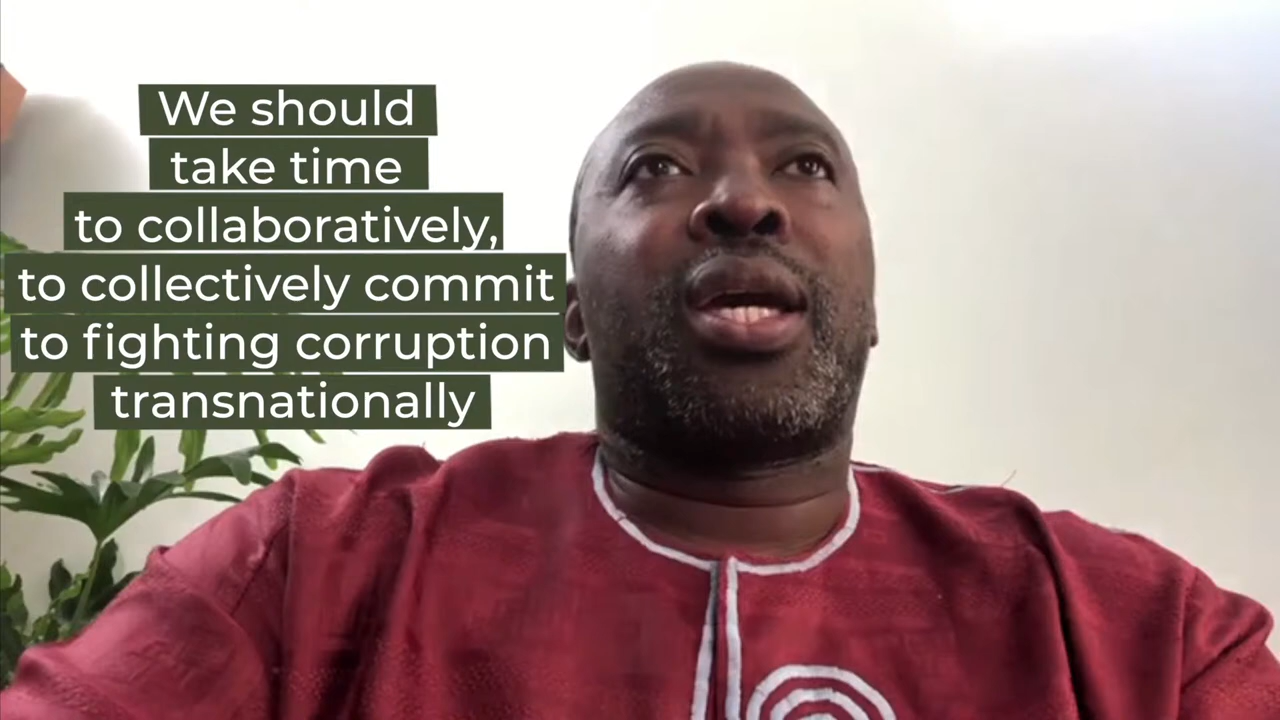 We should
take time
to collaboratively,
to collectively commit
to fighting corruption
transnationally